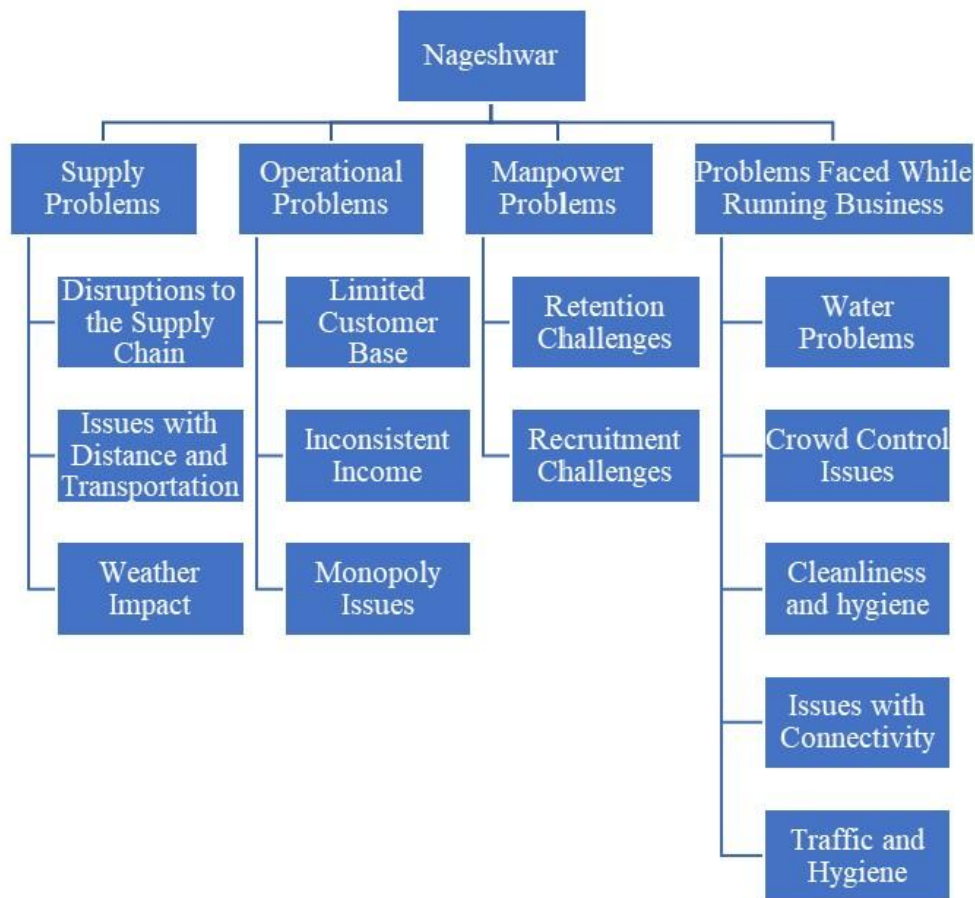 Nageshwar
Supply
Problems
Disruptions to
the Supply
Chain
Issues with
Distance and
Transportation
Weather
Impact
Operational
Problems
Limited
Customer
Base
Inconsistent
Income
Monopoly
Issues
Manpower
Problems
Retention
Challenges
Recruitment
Challenges
Problems Faced While
Running Business
Water
Problems
Crowd Control
Issues
Cleanliness
and hygiene
Issues with
Connectivity
Traffic and
Hygiene